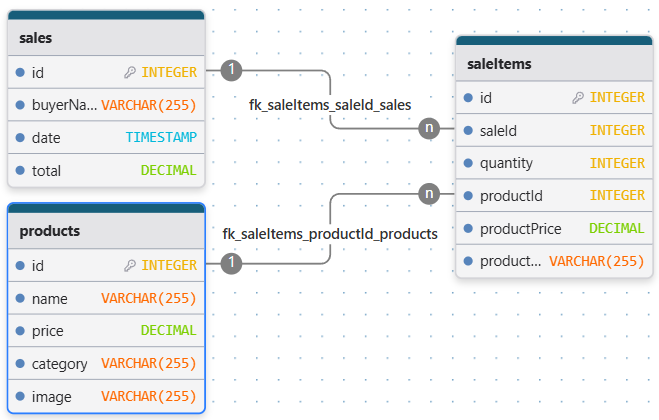 sales
id INTEGER
buyerNa... VARCHAR(255)
date TIMESTAMP
total DECIMAL
1
fk_saleItems_saleId_sales
n
saleItems
id INTEGER
saleId INTEGER
quantity INTEGER
productId INTEGER
productPrice DECIMAL
product... VARCHAR(255)
products
id INTEGER
name VARCHAR(255)
price DECIMAL
category VARCHAR(255)
image VARCHAR(255)
1
fk_saleItems_productId_products
n